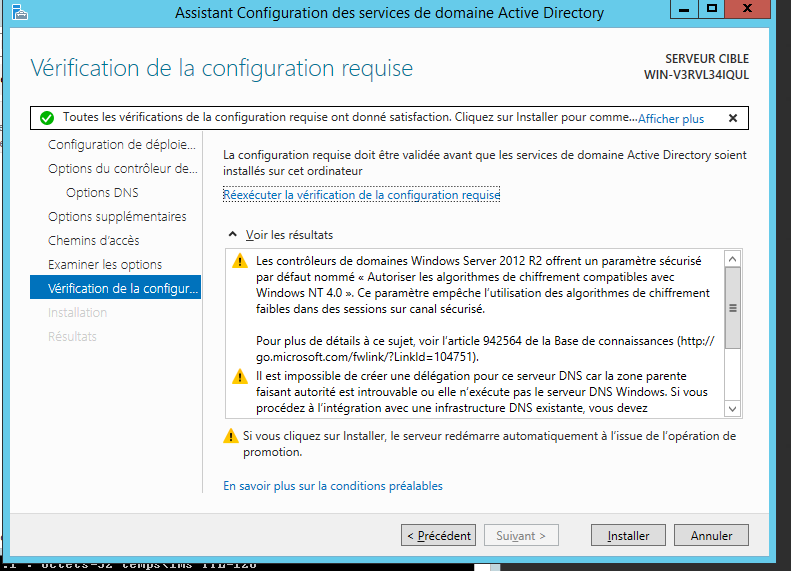 Assistant Configuration des services de domaine Active Directory
Vérification de la configuration requise
SERVEUR CIBLE
WIN-V3RVL34IQUL
Toutes les vérifications de la configuration requise ont donné satisfaction. Cliquez sur Installer pour comme... Afficher plus
Configuration de déploie...
Options du contrôleur de...
Options DNS
Options supplémentaires
Chemins d'accès
Examiner les options
Vérification de la configur...
Installation
Résultats
La configuration requise doit être validée avant que les services de domaine Active Directory soient
installés sur cet ordinateur
Réexécuter la vérification de la configuration requise
Voir les résultats
Les contrôleurs de domaines Windows Server 2012 R2 offrent un paramètre sécurisé
par défaut nommé « Autoriser les algorithmes de chiffrement compatibles avec
Windows NT 4.0 ». Ce paramètre empêche l'utilisation des algorithmes de chiffrement
faibles dans des sessions sur canal sécurisé.
Pour plus de détails à ce sujet, voir l'article 942564 de la Base de connaissances (http://
go.microsoft.com/fwlink/?LinkId=104751).
Il est impossible de créer une délégation pour ce serveur DNS car la zone parente
faisant autorité est introuvable ou elle n'exécute pas le serveur DNS Windows. Si vous
procédez à l'intégration avec une infrastructure DNS existante, vous devez
Si vous cliquez sur Installer, le serveur redémarre automatiquement à l'issue de l'opération de
promotion.
En savoir plus sur la conditions préalables
< Précédent
Suivant >
Installer
Annuler